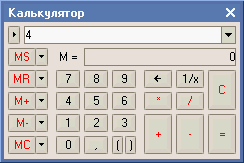 Калькулятор
4
MS M = 0
MR 7 8 9 ← 1/x C
M+ 4 5 6 * /
M- 1 2 3 + - =
MC 0 , ( )